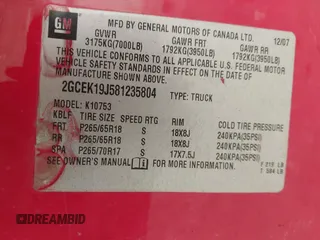 GM
MFD BY GENERAL MOTORS OF CANADA LTD. 12/07
GVWR GAWR FRT GAWR RR
3175KG(7000LB) 1792KG(3950LB) 1792KG(3950LB)
THIS VEHICLE CONFORMS TO ALL APPLICABLE U.S. FEDERAL MOTOR
VEHICLE SAFETY STANDARDS IN EFFECT ON THE DATE OF
MANUFACTURE SHOWN ABOVE.
2GCEK19J581235804 TYPE: TRUCK
MODEL: K10753
KBLF TIRE SIZE SPEED RTG RIM COLD TIRE PRESSURE
FRT P265/65R18 S 18X8J 240KPA(35PSI)
RR P265/65R18 S 18X8J 240KPA(35PSI)
SPA P265/70R17 S 17X7.5J 240KPA(35PSI)
SEE OWNER'S MANUAL FOR ADDITIONAL INFORMATION
DREAMBID